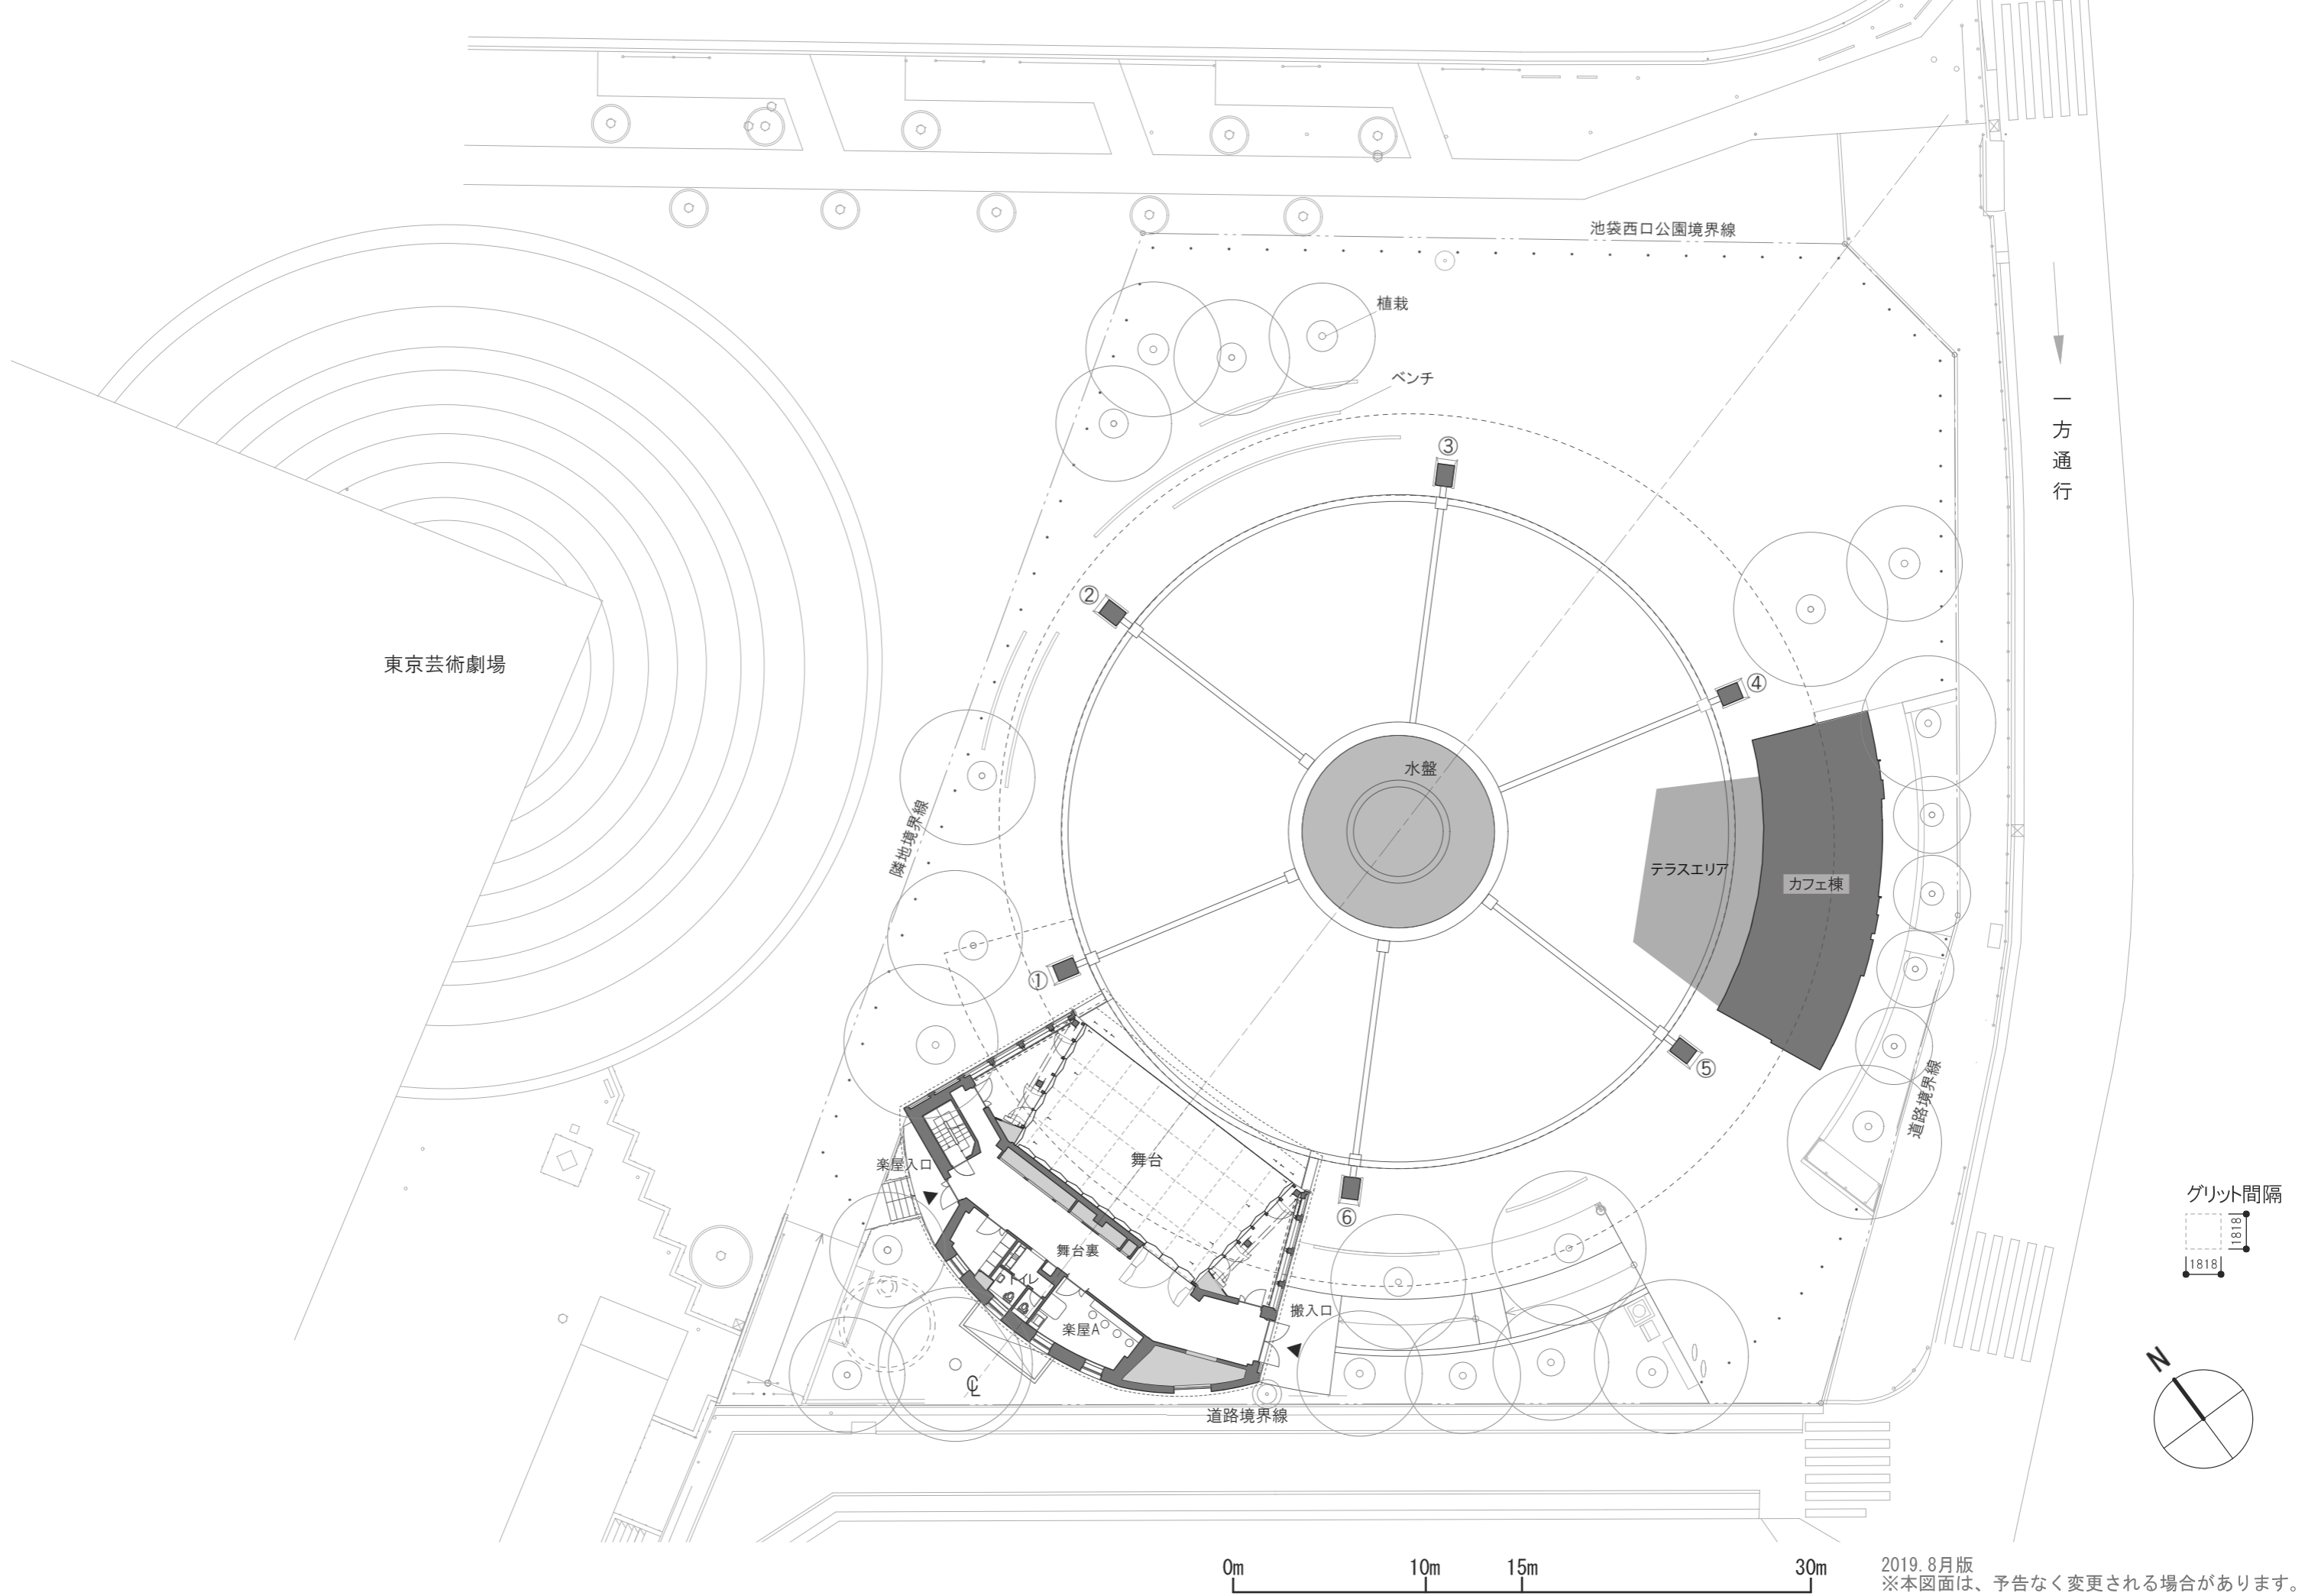 池袋西口公園境界線
植栽
ベンチ
一方通行
③
②
④
東京芸術劇場
水盤
隣地境界線
テラスエリア
カフェ棟
①
⑤
道路境界線
舞台
楽屋入口
⑥
舞台裏
トイレ
楽屋A
搬入口
℄
道路境界線
グリット間隔
1818
1818
N
0m 10m 15m 30m
2019.8月版
※本図面は、予告なく変更される場合があります。